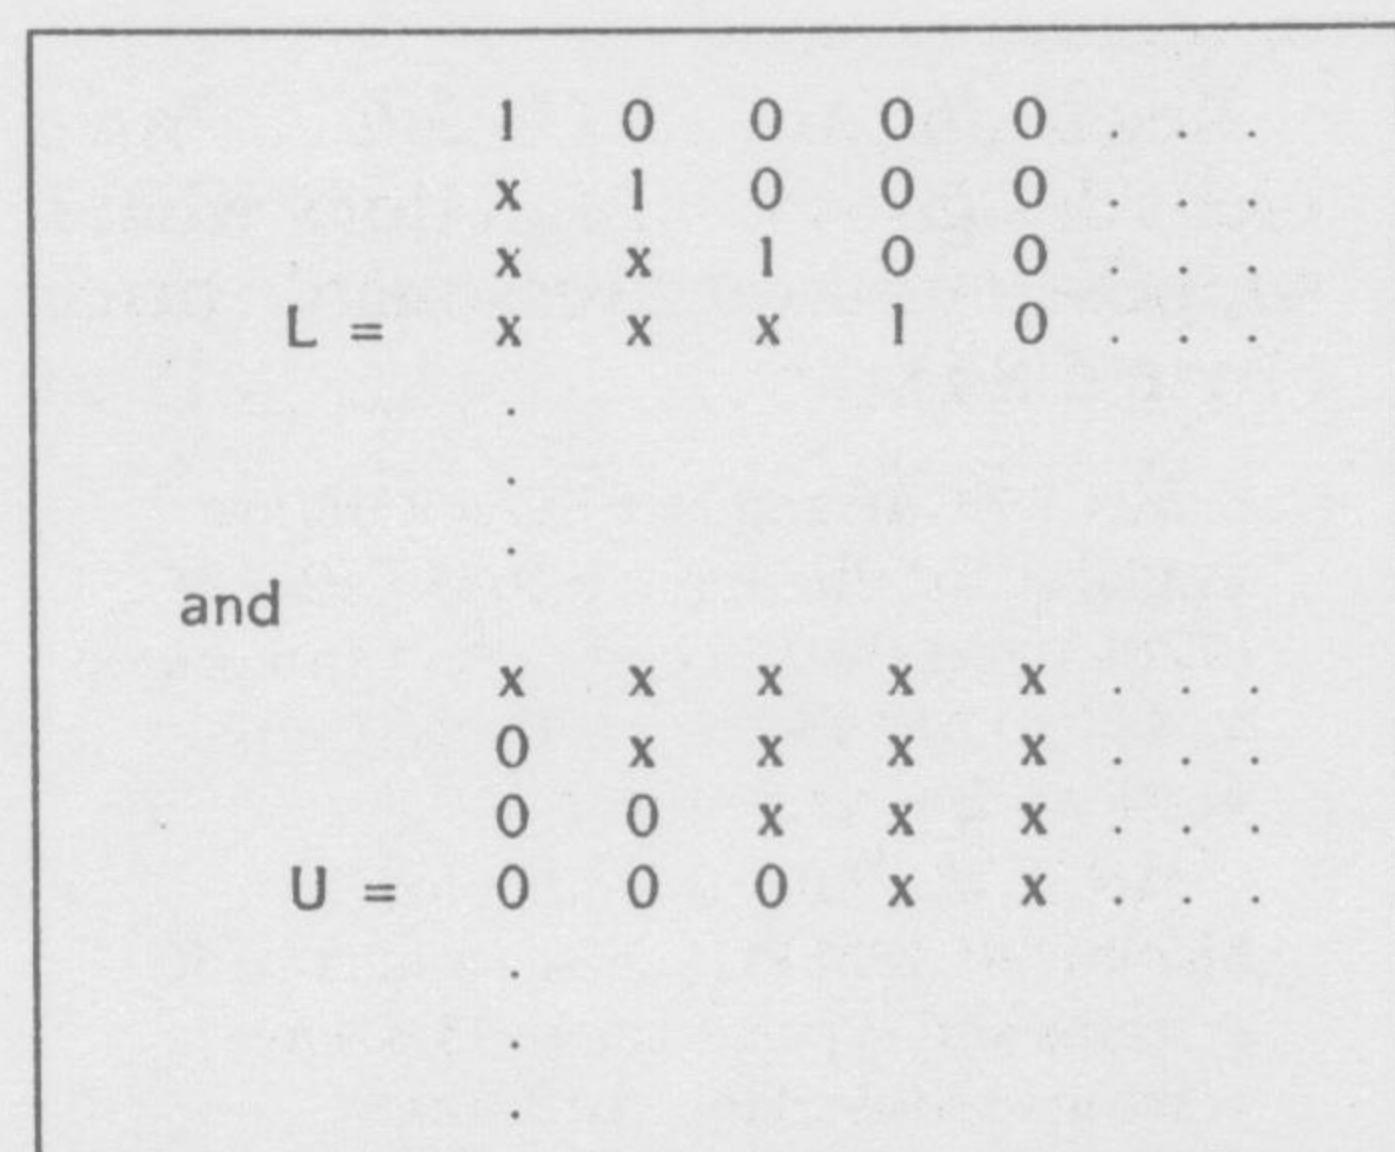 1 0 0 0 0 . . .
x 1 0 0 0 . . .
x x 1 0 0 . . .
L = x x x 1 0 . . .
.
.
.
and
x x x x x . . .
0 x x x x . . .
0 0 x x x . . .
U = 0 0 0 x x . . .
.
.
.